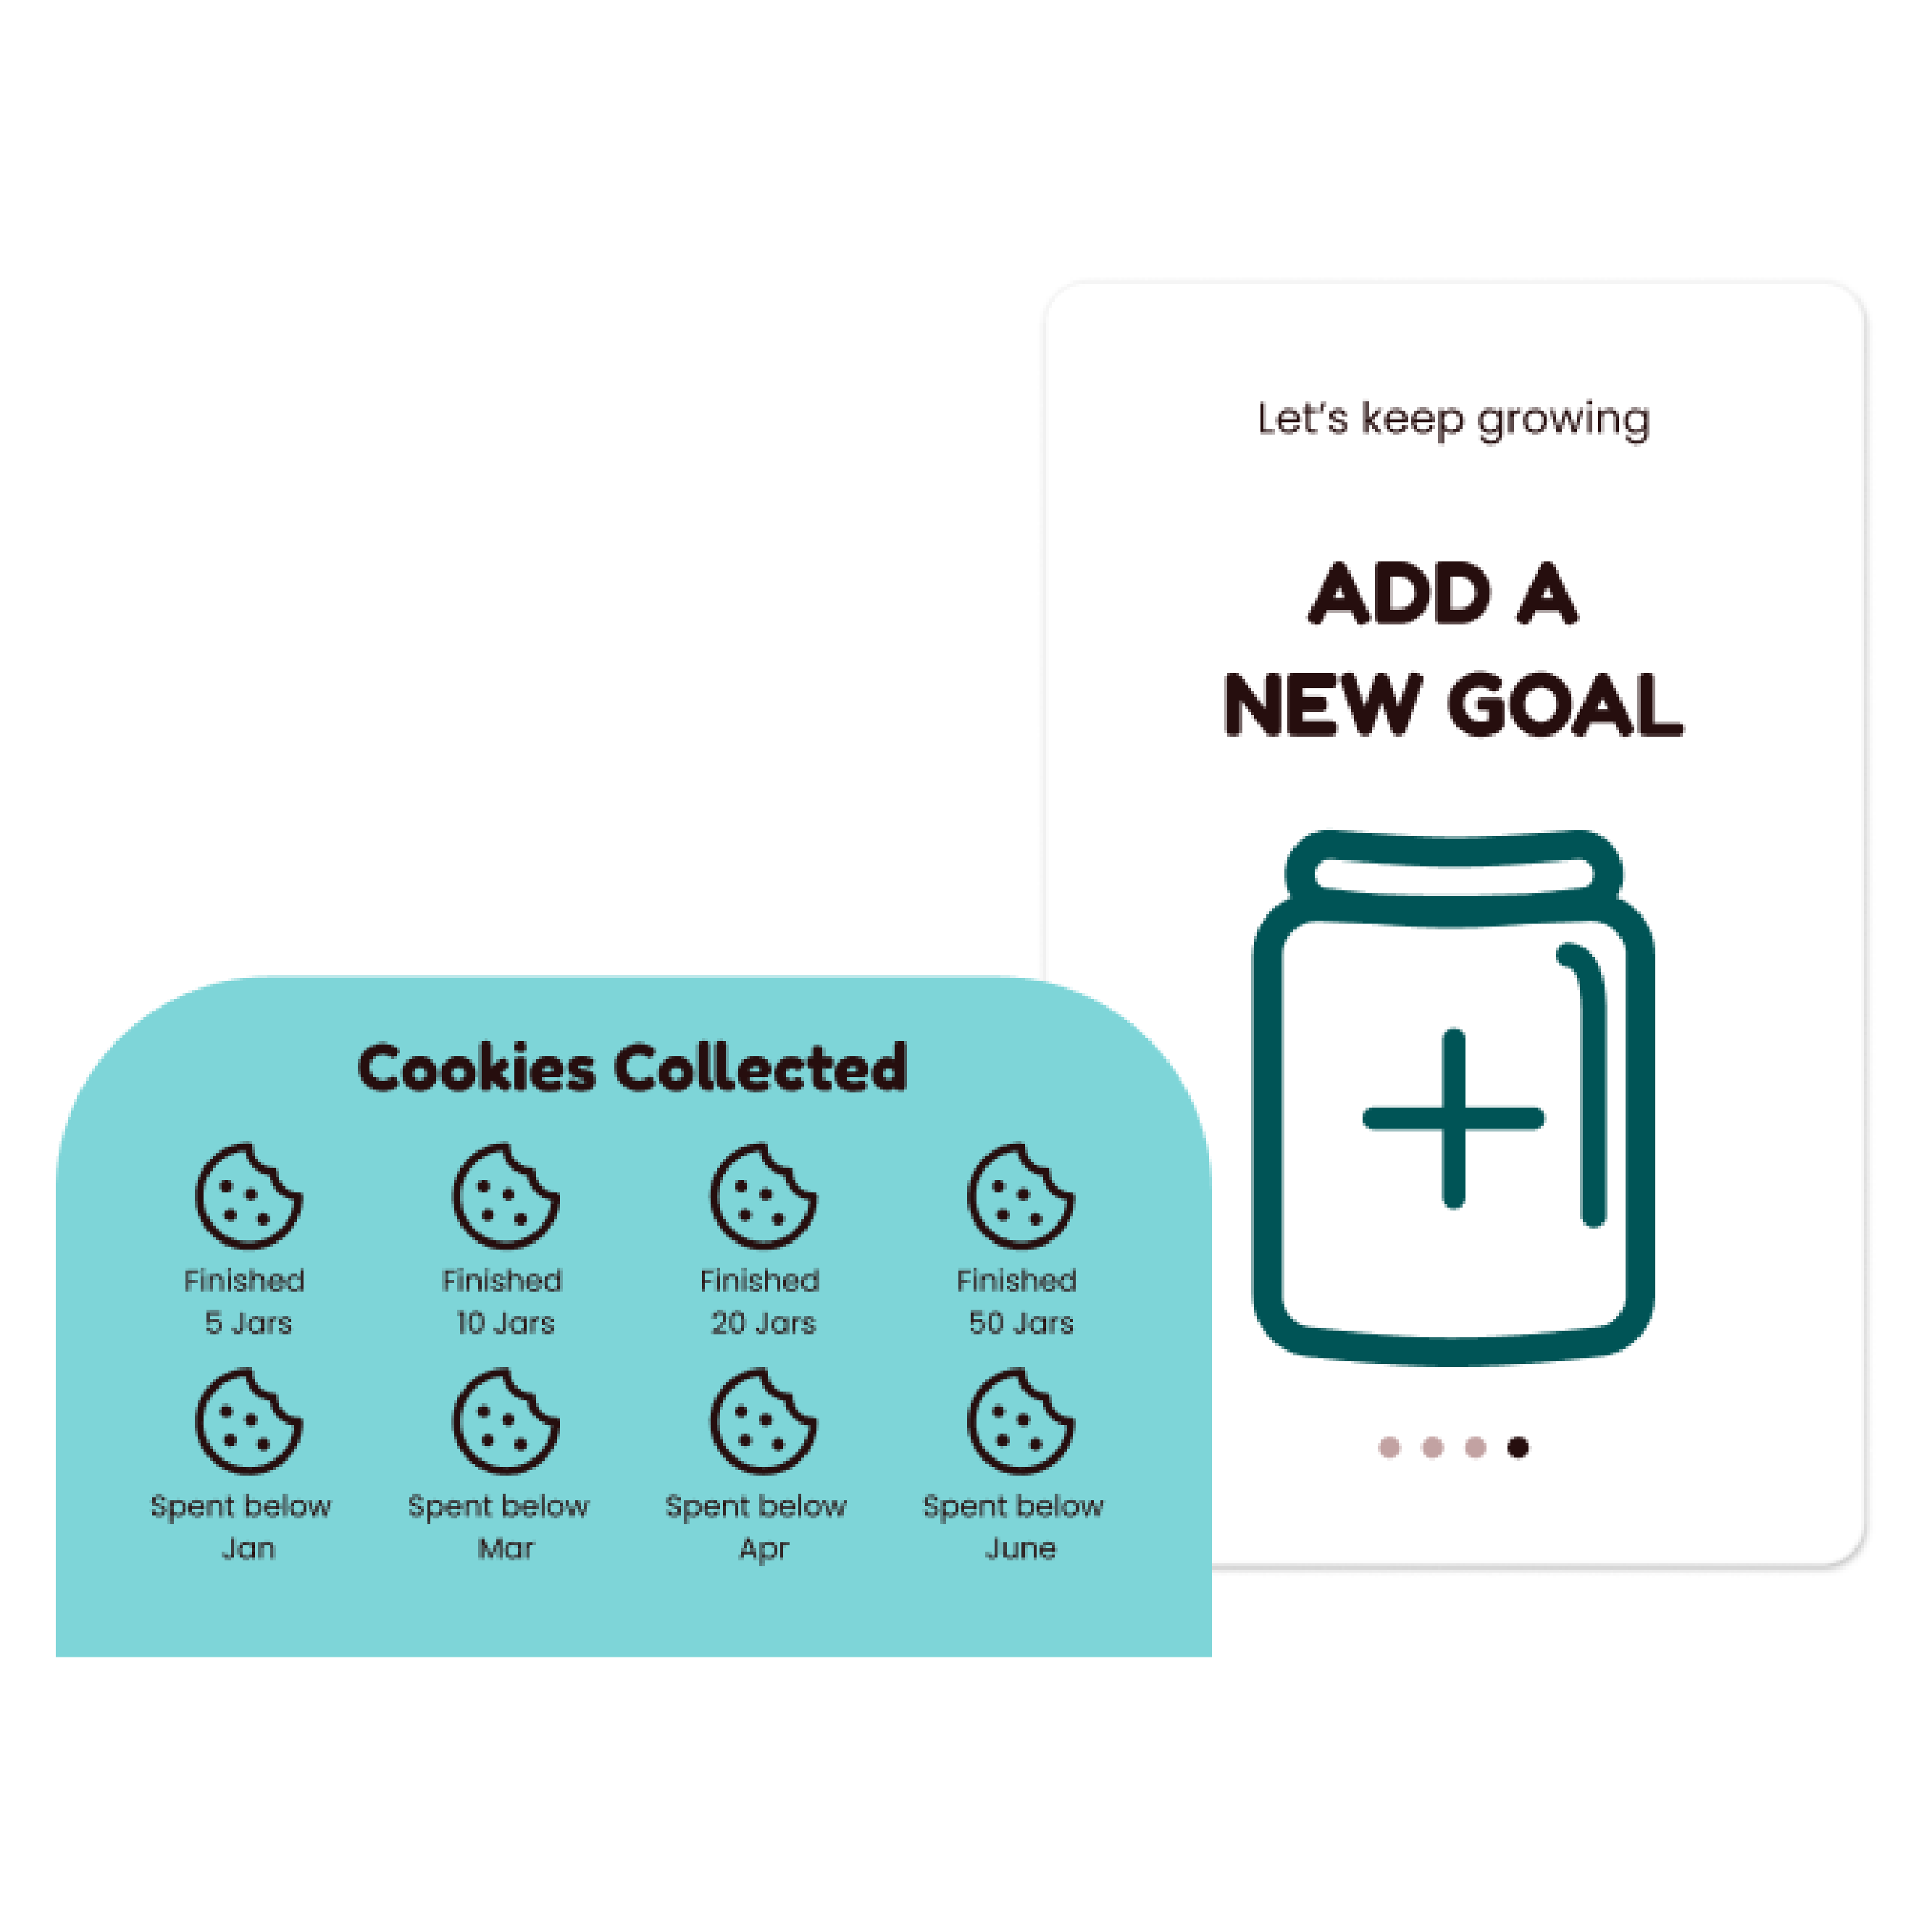 Let's keep growing
ADD A
NEW GOAL
Cookies Collected
Finished
5 Jars
Finished
10 Jars
Finished
20 Jars
Finished
50 Jars
Spent below
Jan
Spent below
Mar
Spent below
Apr
Spent below
June